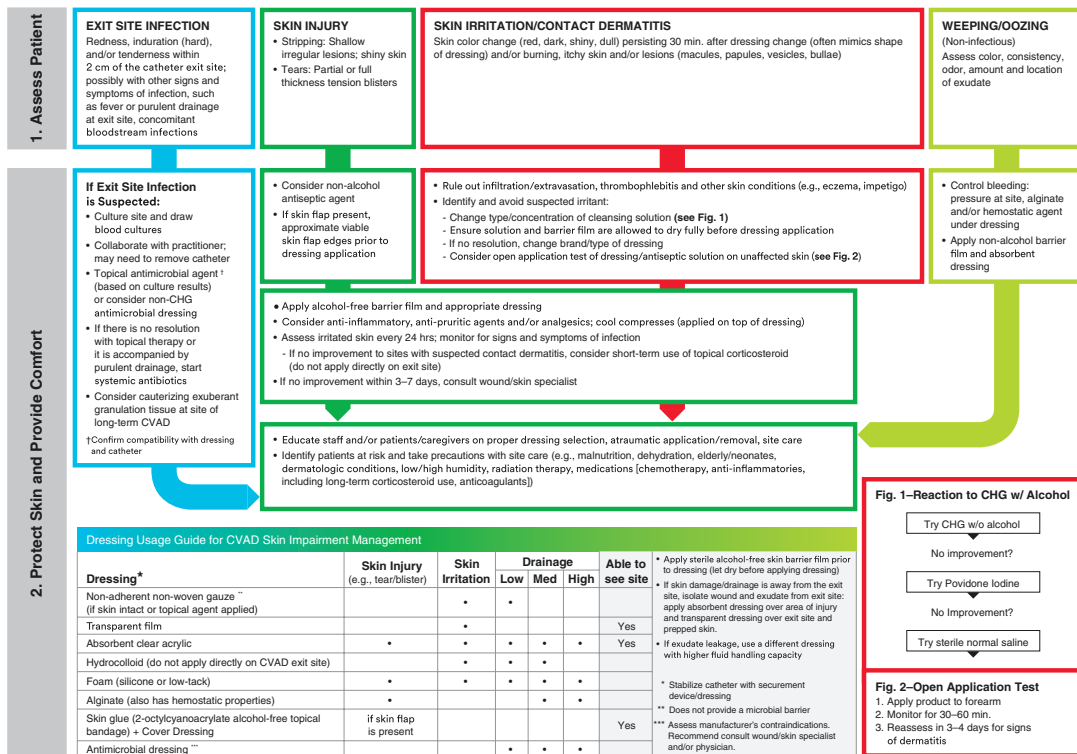 1. Assess Patient
EXIT SITE INFECTION
Redness, induration (hard),
and/or tenderness within
2 cm of the catheter exit site;
possibly with other signs and
symptoms of infection, such
as fever or purulent drainage
at exit site, concomitant
bloodstream infections
SKIN INJURY
• Stripping: Shallow
irregular lesions; shiny skin
• Tears: Partial or full
thickness tension blisters
SKIN IRRITATION/CONTACT DERMATITIS
Skin color change (red, dark, shiny, dull) persisting 30 min. after dressing change (often mimics shape
of dressing) and/or burning, itchy skin and/or lesions (macules, papules, vesicles, bullae)
WEEPING/OOZING
(Non-infectious)
Assess color, consistency,
odor, amount and location
of exudate
2. Protect Skin and Provide Comfort
If Exit Site Infection
is Suspected:
• Culture site and draw
blood cultures
• Collaborate with practitioner;
may need to remove catheter
• Topical antimicrobial agent †
(based on culture results)
or consider non-CHG
antimicrobial dressing
• If there is no resolution
with topical therapy or
it is accompanied by
purulent drainage, start
systemic antibiotics
• Consider cauterizing exuberant
granulation tissue at site of
long-term CVAD
†Confirm compatibility with dressing
and catheter
• Consider non-alcohol
antiseptic agent
• If skin flap present,
approximate viable
skin flap edges prior to
dressing application
• Rule out infiltration/extravasation, thrombophlebitis and other skin conditions (e.g., eczema, impetigo)
• Identify and avoid suspected irritant:
- Change type/concentration of cleansing solution (see Fig. 1)
- Ensure solution and barrier film are allowed to dry fully before dressing application
- If no resolution, change brand/type of dressing
- Consider open application test of dressing/antiseptic solution on unaffected skin (see Fig. 2)
• Control bleeding:
pressure at site, alginate
and/or hemostatic agent
under dressing
• Apply non-alcohol barrier
film and absorbent
dressing
• Apply alcohol-free barrier film and appropriate dressing
• Consider anti-inflammatory, anti-pruritic agents and/or analgesics; cool compresses (applied on top of dressing)
• Assess irritated skin every 24 hrs; monitor for signs and symptoms of infection
- If no improvement to sites with suspected contact dermatitis, consider short-term use of topical corticosteroid
(do not apply directly on exit site)
• If no improvement within 3–7 days, consult wound/skin specialist
• Educate staff and/or patients/caregivers on proper dressing selection, atraumatic application/removal, site care
• Identify patients at risk and take precautions with site care (e.g., malnutrition, dehydration, elderly/neonates,
dermatologic conditions, low/high humidity, radiation therapy, medications [chemotherapy, anti-inflammatories,
including long-term corticosteroid use, anticoagulants])
Dressing Usage Guide for CVAD Skin Impairment Management
Dressing* Skin Injury (e.g., tear/blister) Skin Irritation Drainage Low Med High Able to see site
Non-adherent non-woven gauze **
(if skin intact or topical agent applied) • •
Transparent film • Yes
Absorbent clear acrylic • • • • • Yes
Hydrocolloid (do not apply directly on CVAD exit site) • • •
Foam (silicone or low-tack) • • • • •
Alginate (also has hemostatic properties) • • •
Skin glue (2-octylcyanoacrylate alcohol-free topical
bandage) + Cover Dressing if skin flap is present Yes
Antimicrobial dressing *** • • •
• Apply sterile alcohol-free skin barrier film prior
to dressing (let dry before applying dressing)
• If skin damage/drainage is away from the exit
site, isolate wound and exudate from exit site:
apply absorbent dressing over area of injury
and transparent dressing over exit site and
prepped skin.
• If exudate leakage, use a different dressing
with higher fluid handling capacity
* Stabilize catheter with securement
device/dressing
** Does not provide a microbial barrier
*** Assess manufacturer's contraindications.
Recommend consult wound/skin specialist
and/or physician.
Fig. 1–Reaction to CHG w/ Alcohol
Try CHG w/o alcohol
No improvement?
Try Povidone Iodine
No Improvement?
Try sterile normal saline
Fig. 2–Open Application Test
1. Apply product to forearm
2. Monitor for 30–60 min.
3. Reassess in 3–4 days for signs
of dermatitis